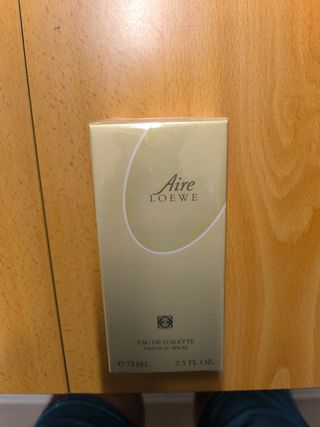 Aire
LOEWE
EAU DE TOILETTE
NATURAL SPRAY
℮75 ML. 2.5 FL.OZ.